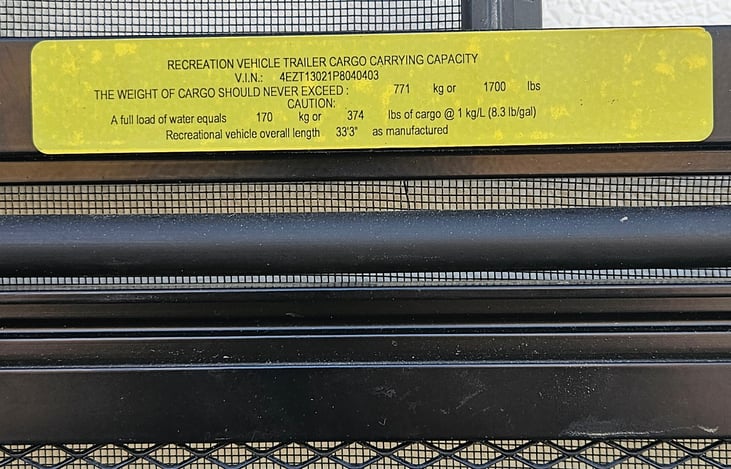 RECREATION VEHICLE TRAILER CARGO CARRYING CAPACITY
V.I.N.: 4EZT13021P8040403
THE WEIGHT OF CARGO SHOULD NEVER EXCEED: 771 kg or 1700 lbs
CAUTION:
A full load of water equals 170 kg or 374 lbs of cargo @ 1 kg/L (8.3 lb/gal)
Recreational vehicle overall length 33'3" as manufactured